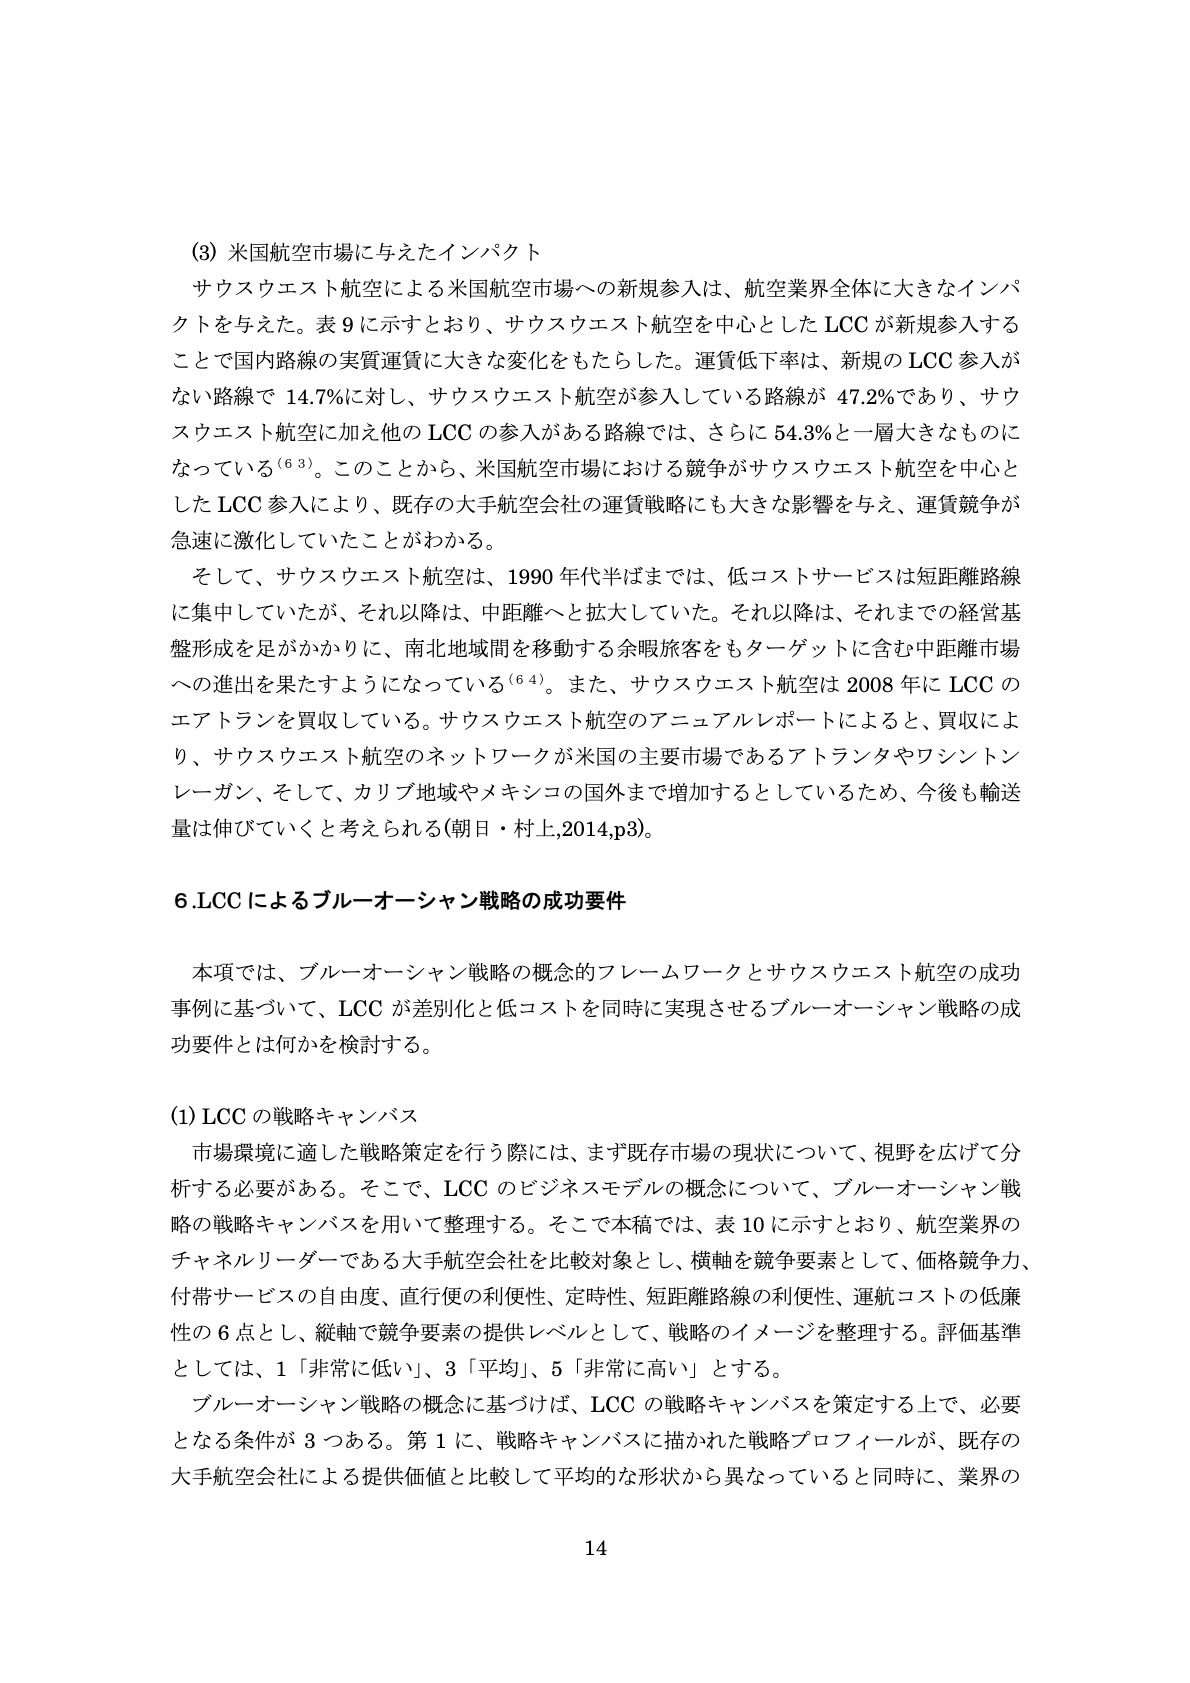 (3) 米国航空市場に与えたインパクト
サウスウエスト航空による米国航空市場への新規参入は、航空業界全体に大きなインパ
クトを与えた。表 9 に示すとおり、サウスウエスト航空を中心とした LCC が新規参入する
ことで国内路線の実質運賃に大きな変化をもたらした。運賃低下率は、新規の LCC 参入が
ない路線で 14.7%に対し、サウスウエスト航空が参入している路線が 47.2%であり、サウ
スウエスト航空に加え他の LCC の参入がある路線では、さらに 54.3%と一層大きなものに
なっている(63)。このことから、米国航空市場における競争がサウスウエスト航空を中心と
した LCC 参入により、既存の大手航空会社の運賃戦略にも大きな影響を与え、運賃競争が
急速に激化していたことがわかる。
そして、サウスウエスト航空は、1990 年代半ばまでは、低コストサービスは短距離路線
に集中していたが、それ以降は、中距離へと拡大していた。それ以降は、それまでの経営基
盤形成を足がかかりに、南北地域間を移動する余暇旅客をもターゲットに含む中距離市場
への進出を果たすようになっている(64)。また、サウスウエスト航空は 2008 年に LCC の
エアトランを買収している。サウスウエスト航空のアニュアルレポートによると、買収によ
り、サウスウエスト航空のネットワークが米国の主要市場であるアトランタやワシントン
レーガン、そして、カリブ地域やメキシコの国外まで増加するとしているため、今後も輸送
量は伸びていくと考えられる(朝日・村上,2014,p3)。
６.LCC によるブルーオーシャン戦略の成功要件
本項では、ブルーオーシャン戦略の概念的フレームワークとサウスウエスト航空の成功
事例に基づいて、LCC が差別化と低コストを同時に実現させるブルーオーシャン戦略の成
功要件とは何かを検討する。
(1) LCC の戦略キャンバス
市場環境に適した戦略策定を行う際には、まず既存市場の現状について、視野を広げて分
析する必要がある。そこで、LCC のビジネスモデルの概念について、ブルーオーシャン戦
略の戦略キャンバスを用いて整理する。そこで本稿では、表 10 に示すとおり、航空業界の
チャネルリーダーである大手航空会社を比較対象とし、横軸を競争要素として、価格競争力、
付帯サービスの自由度、直行便の利便性、定時性、短距離路線の利便性、運航コストの低廉
性の 6 点とし、縦軸で競争要素の提供レベルとして、戦略のイメージを整理する。評価基準
としては、1「非常に低い」、3「平均」、5「非常に高い」とする。
ブルーオーシャン戦略の概念に基づけば、LCC の戦略キャンバスを策定する上で、必要
となる条件が 3 つある。第 1 に、戦略キャンバスに描かれた戦略プロフィールが、既存の
大手航空会社による提供価値と比較して平均的な形状から異なっていると同時に、業界の
14